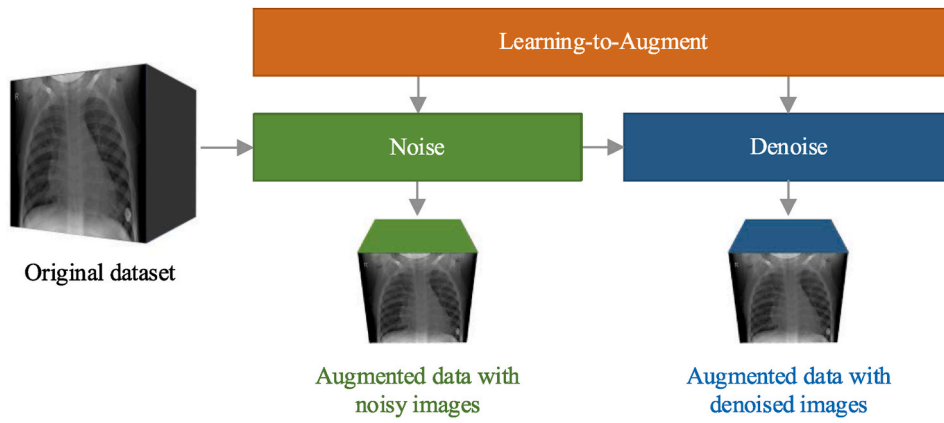 Learning-to-Augment
R
Noise
Denoise
Original dataset
Augmented data with
noisy images
Augmented data with
denoised images